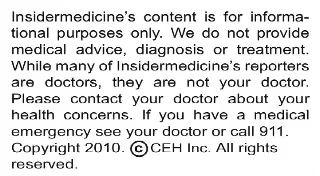 Insidermedicine's content is for informa-
tional purposes only. We do not provide
medical advice, diagnosis or treatment.
While many of Insidermedicine's reporters
are doctors, they are not your doctor.
Please contact your doctor about your
health concerns. If you have a medical
emergency see your doctor or call 911.
Copyright 2010. ©CEH Inc. All rights
reserved.